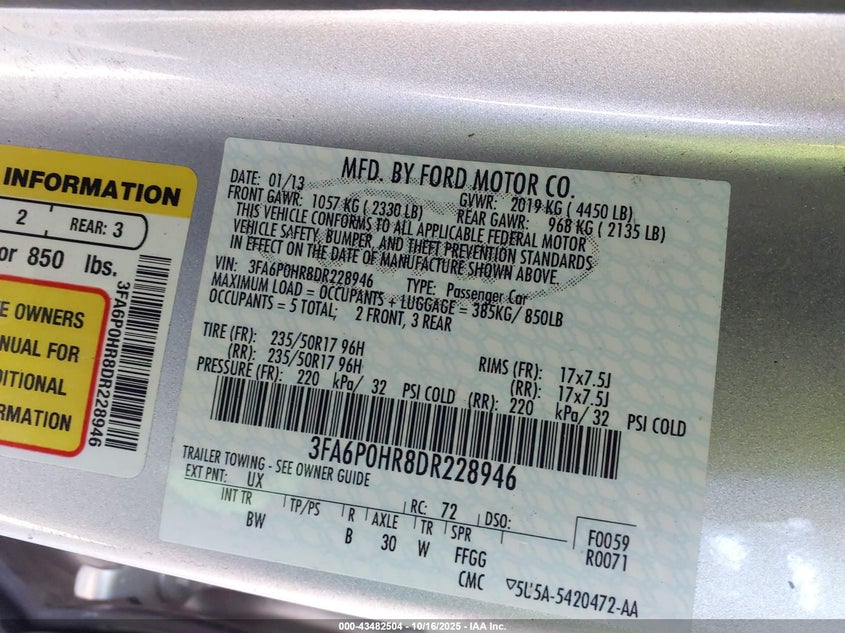 INFORMATION
2
REAR: 3
or 850 lbs.
E OWNERS
NUAL FOR
DITIONAL
RMATION
3FA6P0HR8DR228946
MFD. BY FORD MOTOR CO.
DATE: 01/13
GVWR: 2019 KG ( 4450 LB)
FRONT GAWR: 1057 KG ( 2330 LB)
REAR GAWR: 968 KG ( 2135 LB)
THIS VEHICLE CONFORMS TO ALL APPLICABLE FEDERAL MOTOR
VEHICLE SAFETY, BUMPER, AND THEFT PREVENTION STANDARDS
IN EFFECT ON THE DATE OF MANUFACTURE SHOWN ABOVE.
VIN: 3FA6P0HR8DR228946 TYPE: Passenger Car
MAXIMUM LOAD = OCCUPANTS + LUGGAGE = 385KG/ 850LB
OCCUPANTS = 5 TOTAL; 2 FRONT, 3 REAR
TIRE (FR): 235/50R17 96H RIMS (FR): 17x7.5J
(RR): 235/50R17 96H (RR): 17x7.5J
PRESSURE (FR): 220 kPa/ 32 PSI COLD (RR): 220 kPa/ 32 PSI COLD
3FA6P0HR8DR228946
TRAILER TOWING - SEE OWNER GUIDE
EXT PNT: UX RC: 72 DSO:
INT TR TP/PS R AXLE TR SPR
BW B 30 W FFGG
CMC
F0059
R0071
5U5A-5420472-AA
000-43482504 - 10/16/2025 - IAA Inc.